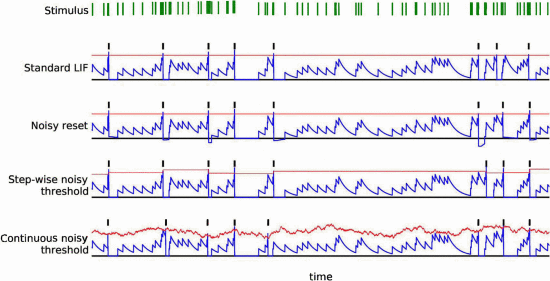 Stimulus
Standard LIF
Noisy reset
Step-wise noisy
threshold
Continuous noisy
threshold
time